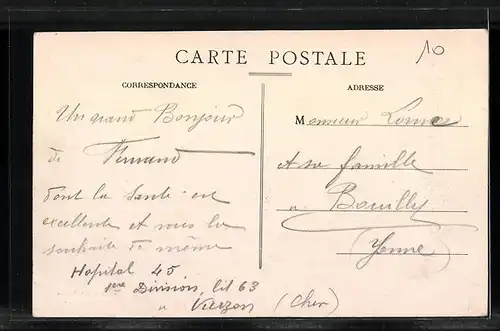 10
CARTE POSTALE
CORRESPONDANCE
ADRESSE
Un grand Bonjour
de Fernand
dont la santé est
excellente et vous la
souhaite de même
Hopital 45
1ère Division, lit 63
à Vierzon (Cher)
Monsieur
et sa famille
à Bouilly
(Yonne)